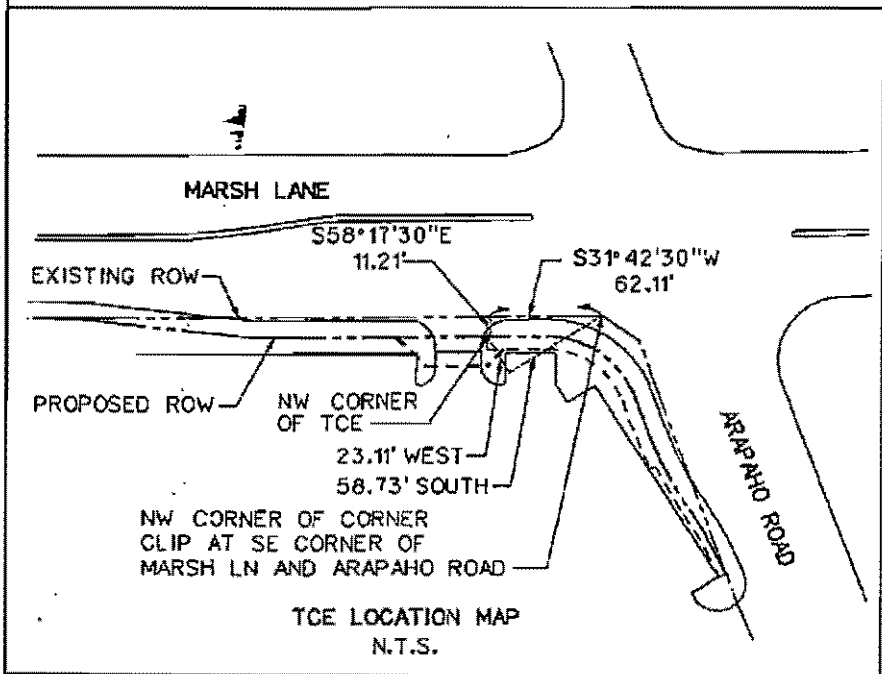 MARSH LANE
S58°17'30"E
11.21'
S31°42'30"W
62.11'
EXISTING ROW
PROPOSED ROW
NW CORNER
OF TCE
23.11' WEST
58.73' SOUTH
ARAPAHO ROAD
NW CORNER OF CORNER
CLIP AT SE CORNER OF
MARSH LN AND ARAPAHO ROAD
TCE LOCATION MAP
N.T.S.